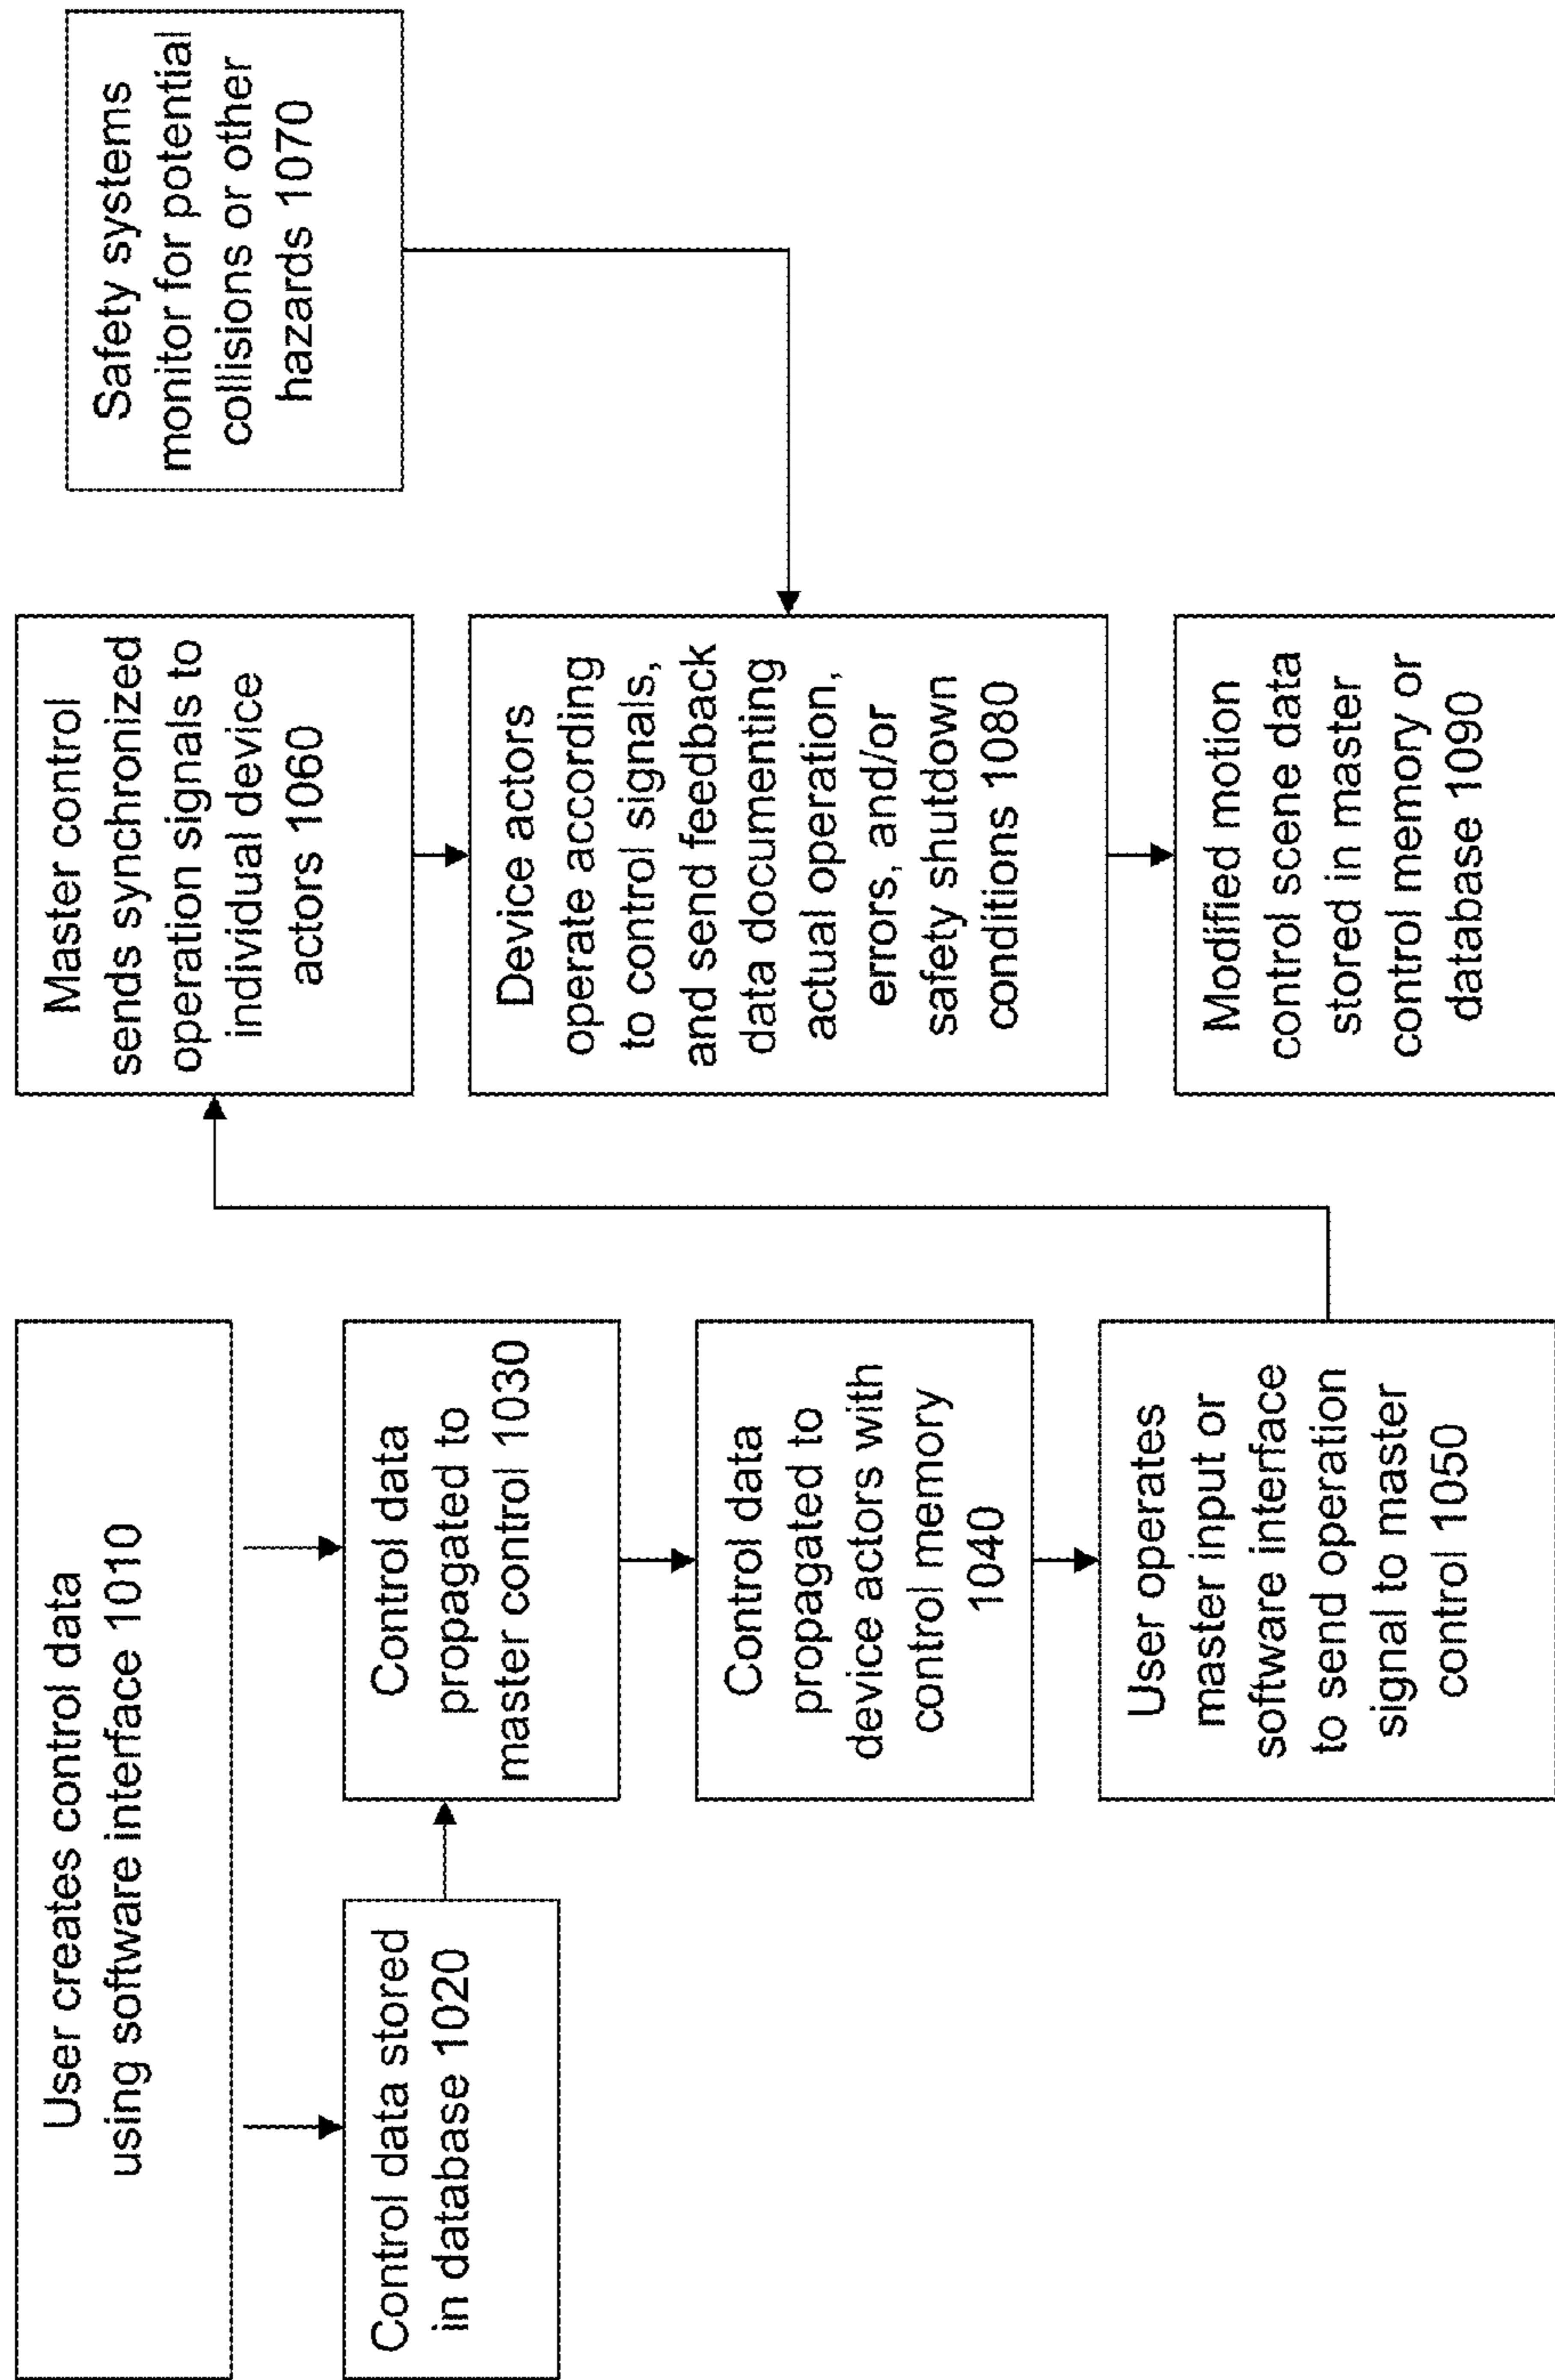 User creates control data
using software interface 1010
Control data stored
in database 1020
Control data
propagated to
master control 1030
Control data
propagated to
device actors with
control memory
1040
User operates
master input or
software interface
to send operation
signal to master
control 1050
Master control
sends synchronized
operation signals to
individual device
actors 1060
Safety systems
monitor for potential
collisions or other
hazards 1070
Device actors
operate according
to control signals,
and send feedback
data documenting
actual operation,
errors, and/or
safety shutdown
conditions 1080
Modified motion
control scene data
stored in master
control memory or
database 1090